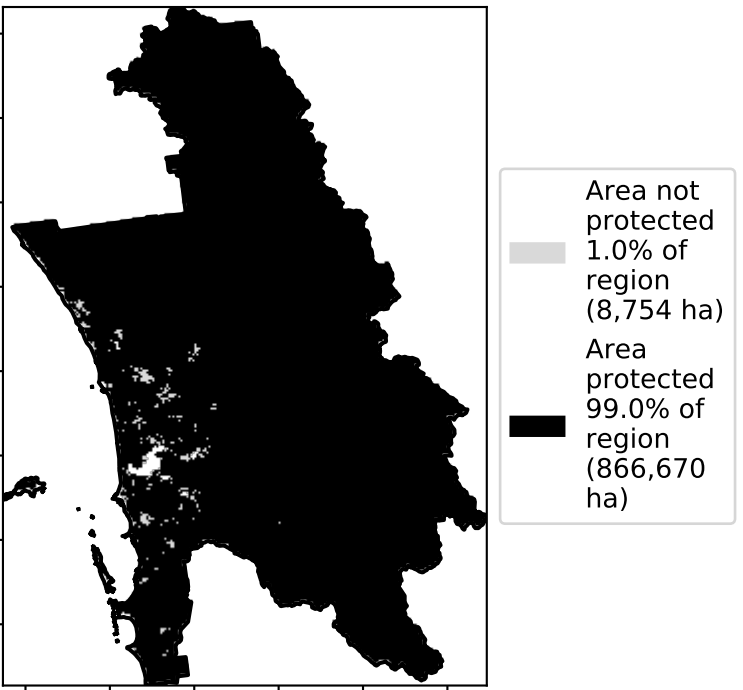 Area not
protected
1.0% of
region
(8,754 ha)
Area
protected
99.0% of
region
(866,670
ha)